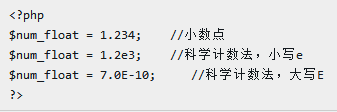 <?php
$num_float = 1.234;    //小数点
$num_float = 1.2e3;    //科学计数法，小写e
$num_float = 7.0E-10;      //科学计数法，大写E
?>